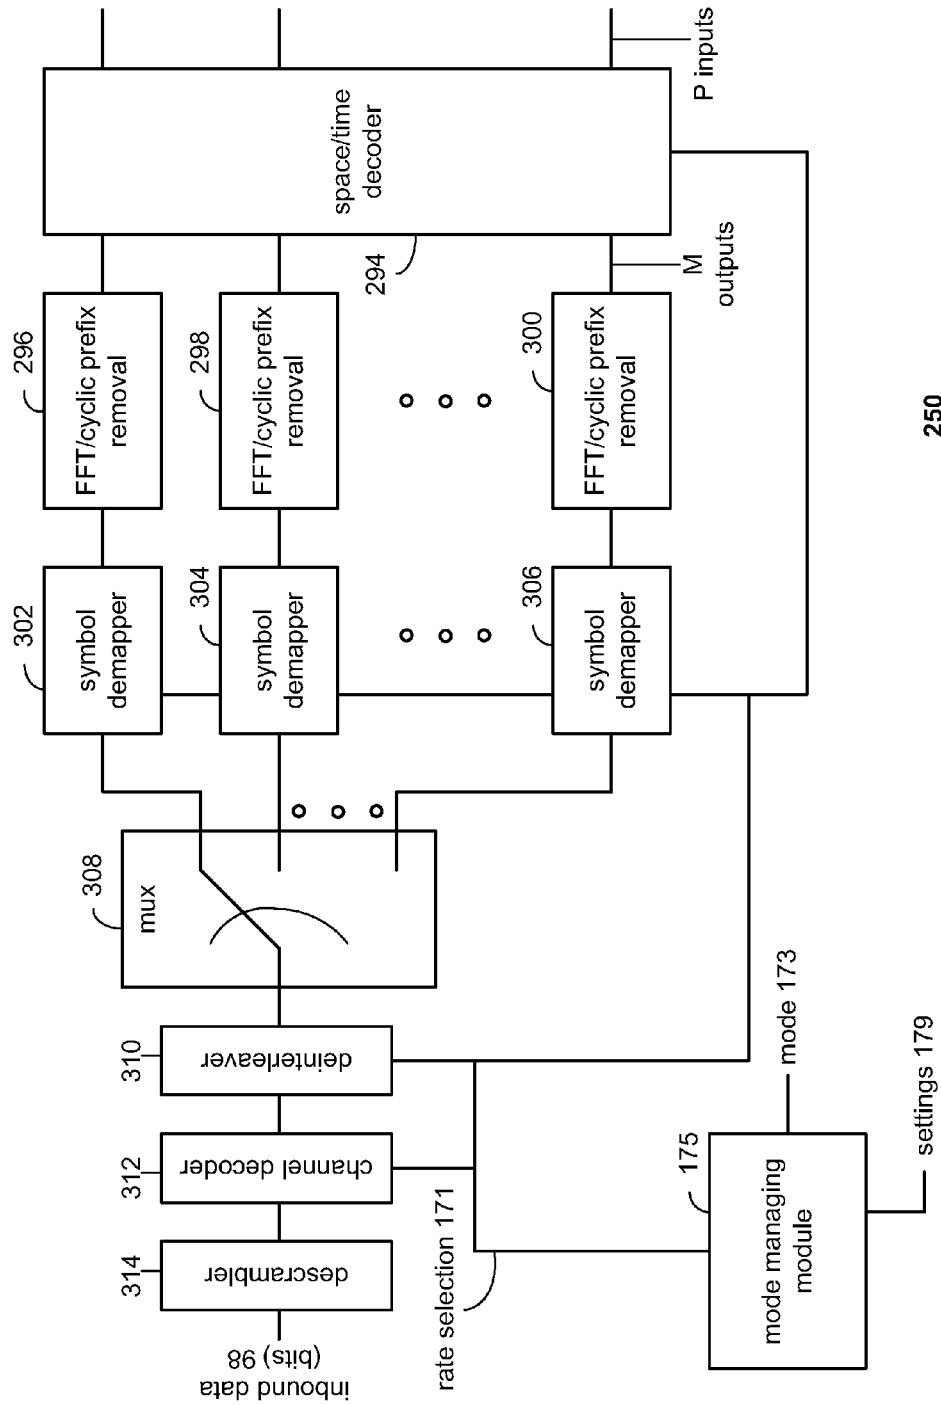 296
FFT/cyclic prefix
removal
298
FFT/cyclic prefix
removal
300
FFT/cyclic prefix
removal
302
symbol
demapper
304
symbol
demapper
306
symbol
demapper
space/time
decoder
294
M
outputs
P inputs
308
mux
310
deinterleaver
312
channel decoder
314
descrambler
inbound data
(bits) 98
rate selection 171
175
mode managing
module
mode 173
settings 179
250